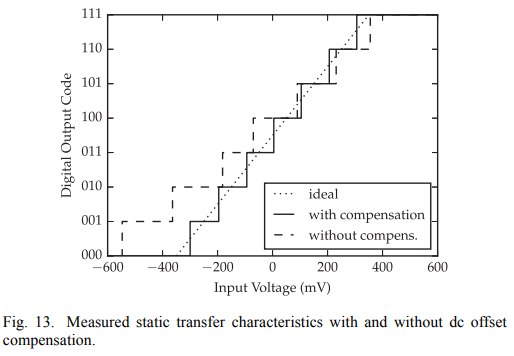 111
110
101
100
011
010
001
000
Digital Output Code
ideal
with compensation
without compens.
−600 −400 −200 0 200 400 600
Input Voltage (mV)
Fig. 13. Measured static transfer characteristics with and without dc offset
compensation.